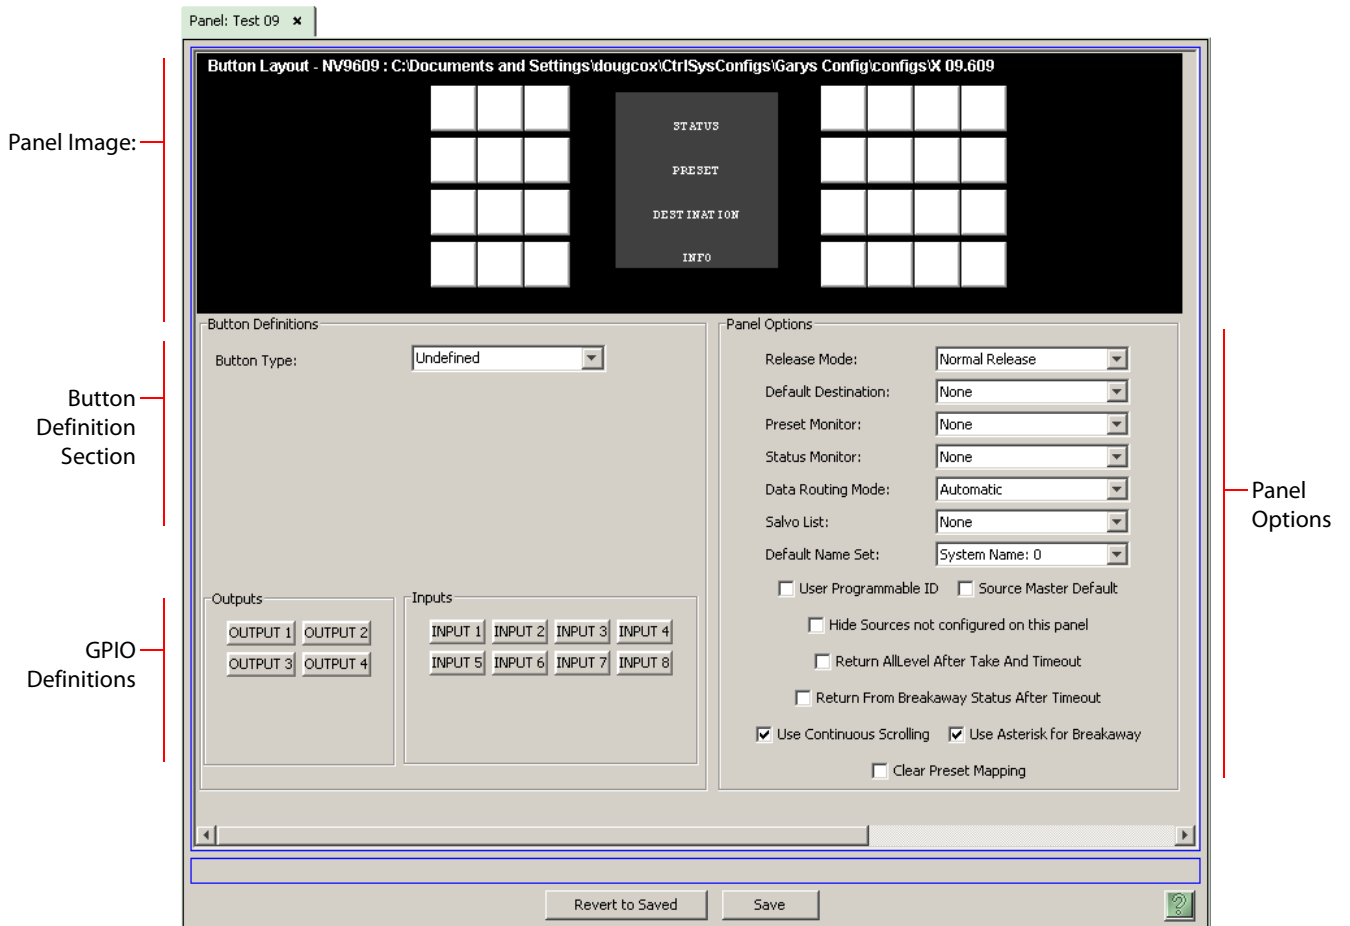 Panel: Test 09 ×
Button Layout - NV9609 : C:\Documents and Settings\dougcox\CtrlSysConfigs\Garys Config\configs\X 09.609
Panel Image:
STATUS
PRESET
DESTINATION
INFO
Button Definitions
Button Type: Undefined
Button
Definition
Section
Outputs
OUTPUT 1 OUTPUT 2
OUTPUT 3 OUTPUT 4
Inputs
INPUT 1 INPUT 2 INPUT 3 INPUT 4
INPUT 5 INPUT 6 INPUT 7 INPUT 8
GPIO
Definitions
Panel Options
Release Mode: Normal Release
Default Destination: None
Preset Monitor: None
Status Monitor: None
Data Routing Mode: Automatic
Salvo List: None
Default Name Set: System Name: 0
User Programmable ID Source Master Default
Hide Sources not configured on this panel
Return AllLevel After Take And Timeout
Return From Breakaway Status After Timeout
Use Continuous Scrolling Use Asterisk for Breakaway
Clear Preset Mapping
Panel
Options
Revert to Saved Save
?